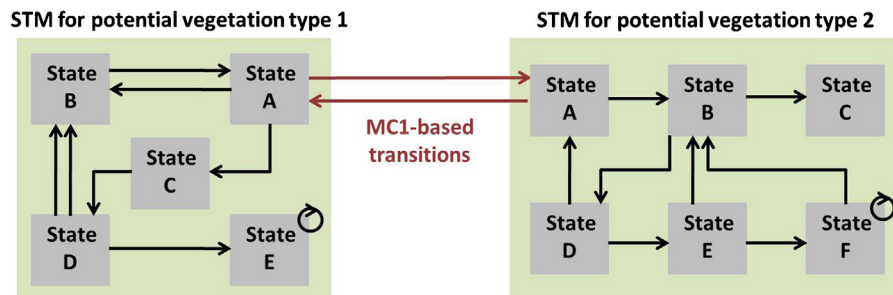 STM for potential vegetation type 1
State
B
State
A
State
C
State
D
State
E
MC1-based
transitions
STM for potential vegetation type 2
State
A
State
B
State
C
State
D
State
E
State
F